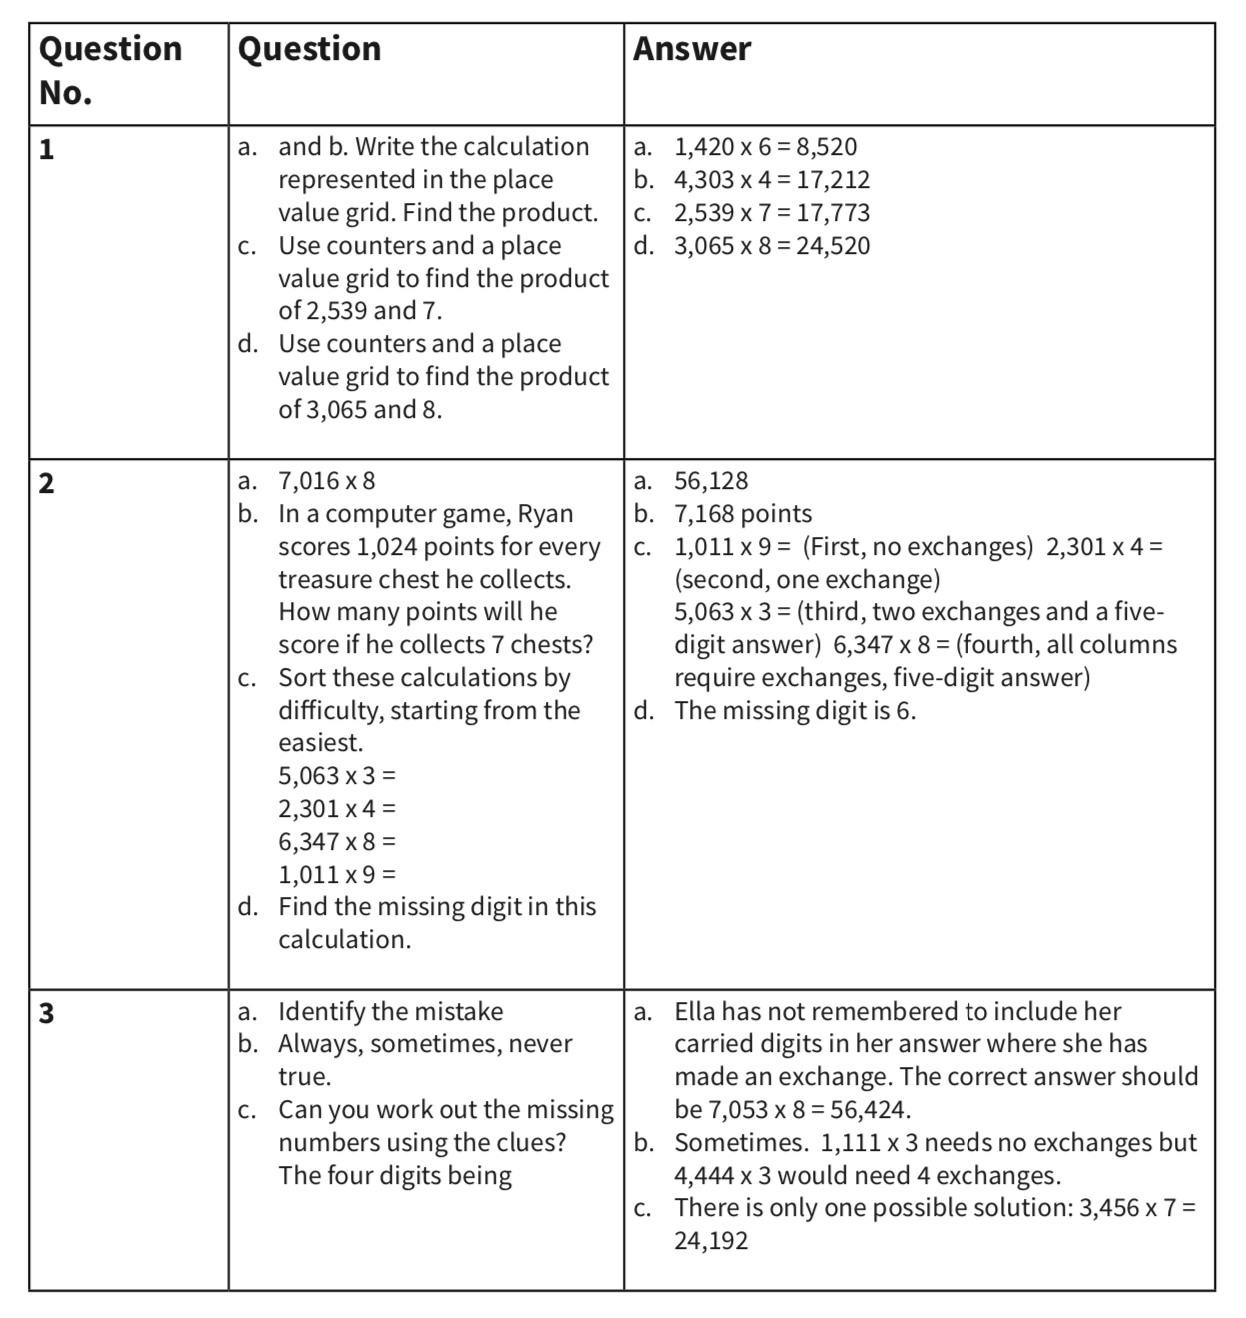 Question No.
Question
Answer
1
a. and b. Write the calculation
represented in the place
value grid. Find the product.
c. Use counters and a place
value grid to find the product
of 2,539 and 7.
d. Use counters and a place
value grid to find the product
of 3,065 and 8.
a. 1,420 x 6 = 8,520
b. 4,303 x 4 = 17,212
c. 2,539 x 7 = 17,773
d. 3,065 x 8 = 24,520
2
a. 7,016 x 8
b. In a computer game, Ryan
scores 1,024 points for every
treasure chest he collects.
How many points will he
score if he collects 7 chests?
c. Sort these calculations by
difficulty, starting from the
easiest.
5,063 x 3 =
2,301 x 4 =
6,347 x 8 =
1,011 x 9 =
d. Find the missing digit in this
calculation.
a. 56,128
b. 7,168 points
c. 1,011 x 9 = (First, no exchanges) 2,301 x 4 =
(second, one exchange)
5,063 x 3 = (third, two exchanges and a five-
digit answer) 6,347 x 8 = (fourth, all columns
require exchanges, five-digit answer)
d. The missing digit is 6.
3
a. Identify the mistake
b. Always, sometimes, never
true.
c. Can you work out the missing
numbers using the clues?
The four digits being
a. Ella has not remembered to include her
carried digits in her answer where she has
made an exchange. The correct answer should
be 7,053 x 8 = 56,424.
b. Sometimes. 1,111 x 3 needs no exchanges but
4,444 x 3 would need 4 exchanges.
c. There is only one possible solution: 3,456 x 7 =
24,192